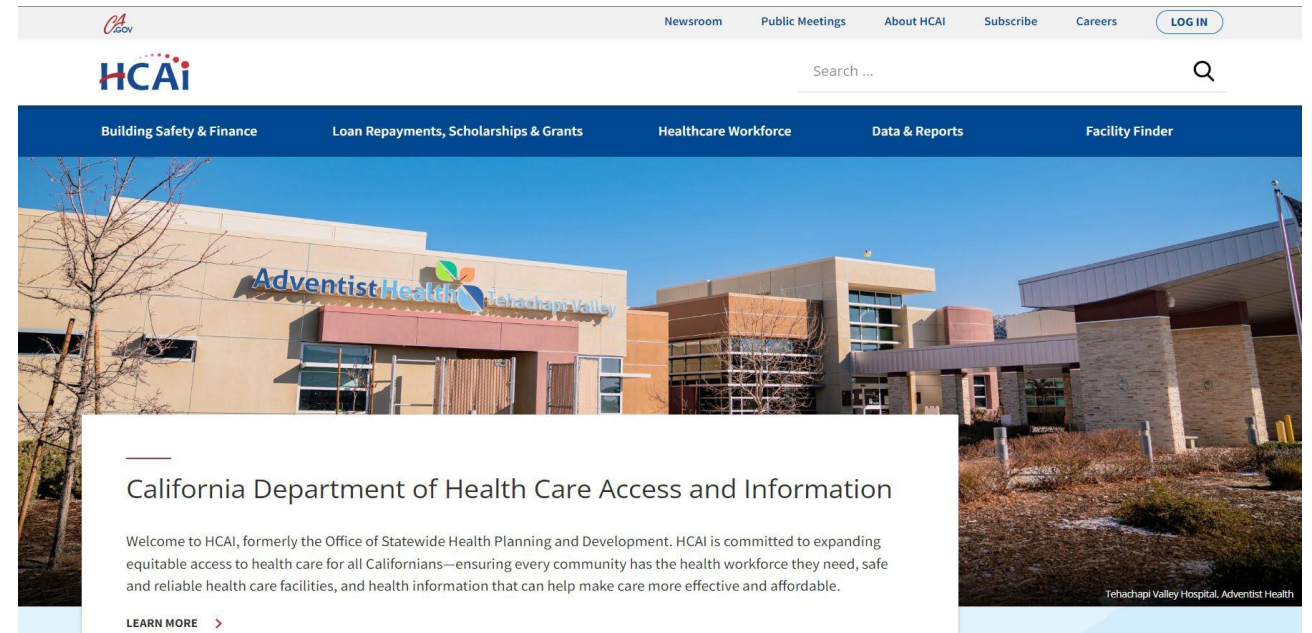 CA
.GOV
Newsroom Public Meetings About HCAI Subscribe Careers LOG IN
HCAi
Search ...
Building Safety & Finance Loan Repayments, Scholarships & Grants Healthcare Workforce Data & Reports Facility Finder
Adventist Health Tehachapi Valley
California Department of Health Care Access and Information
Welcome to HCAI, formerly the Office of Statewide Health Planning and Development. HCAI is committed to expanding
equitable access to health care for all Californians—ensuring every community has the health workforce they need, safe
and reliable health care facilities, and health information that can help make care more effective and affordable.
Tehachapi Valley Hospital, Adventist Health
LEARN MORE